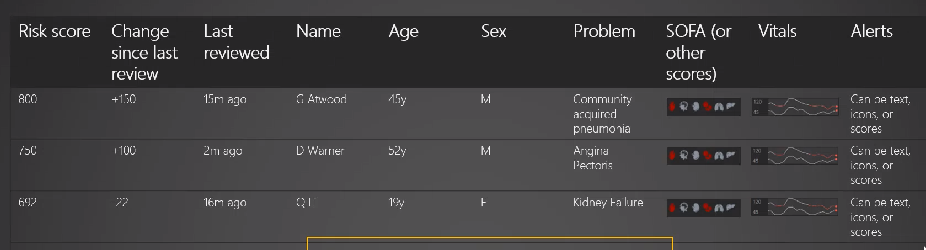 Risk score Change since last review Last reviewed Name Age Sex Problem SOFA (or other scores) Vitals Alerts
800 +150 15m ago G Atwood 45y M Community acquired pneumonia Can be text, icons, or scores
750 +100 2m ago D Warner 52y M Angina Pectoris Can be text, icons, or scores
692 22 16m ago 19y F Kidney Failure Can be text, icons, or scores